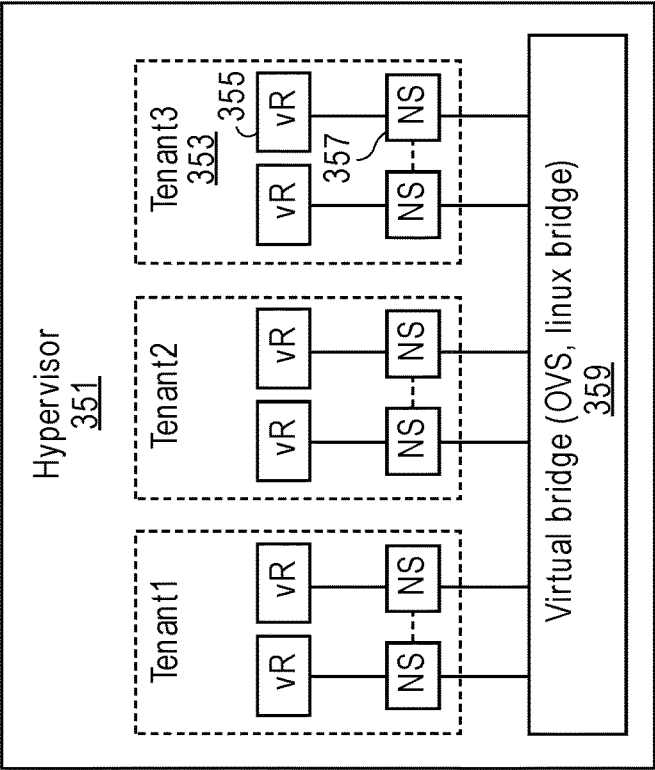 Hypervisor
351
Tenant1
vR
vR
NS
NS
Tenant2
vR
vR
NS
NS
Tenant3
353
vR
vR
355
NS
NS
357
Virtual bridge (OVS, linux bridge)
359